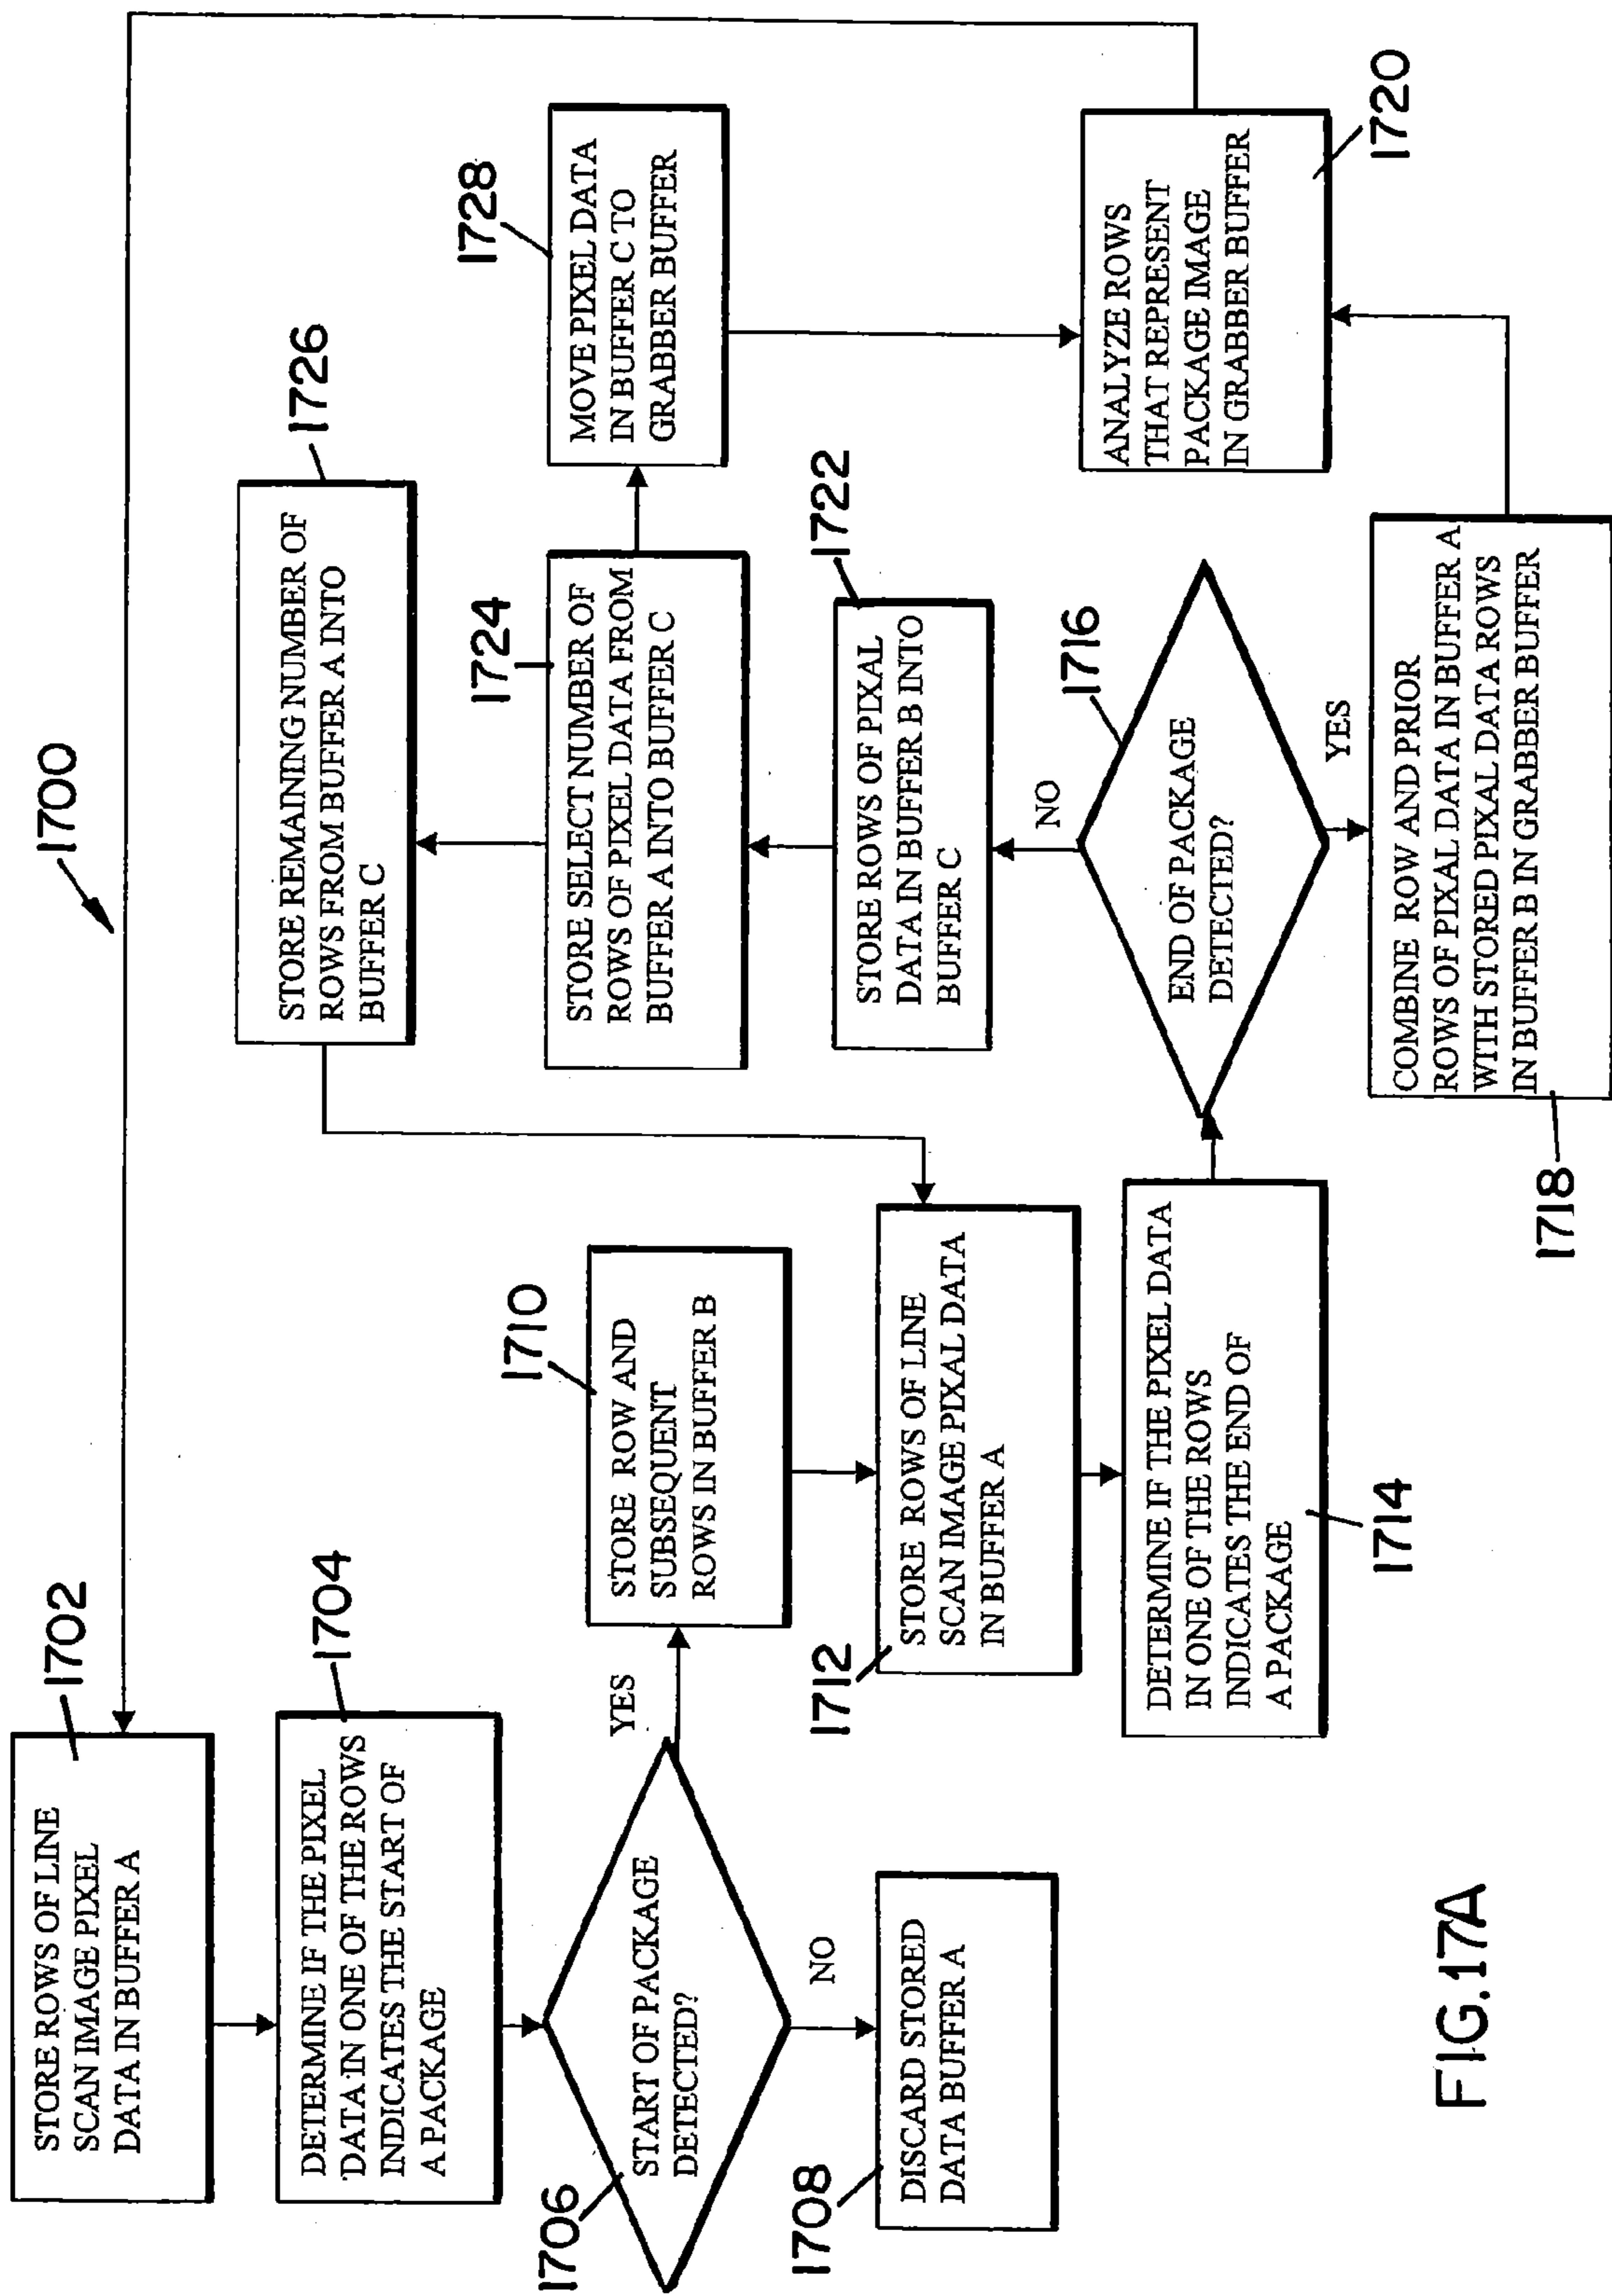 1700
1702
STORE ROWS OF LINE
SCAN IMAGE PIXEL
DATA IN BUFFER A
1704
DETERMINE IF THE PIXEL
DATA IN ONE OF THE ROWS
INDICATES THE START OF
A PACKAGE
1706
START OF PACKAGE
DETECTED?
YES
NO
1708
DISCARD STORED
DATA BUFFER A
1710
STORE ROW AND
SUBSEQUENT
ROWS IN BUFFER B
1712
STORE ROWS OF LINE
SCAN IMAGE PIXAL DATA
IN BUFFER A
DETERMINE IF THE PIXEL DATA
IN ONE OF THE ROWS
INDICATES THE END OF
A PACKAGE
1714
1716
END OF PACKAGE
DETECTED?
NO
YES
COMBINE ROW AND PRIOR
ROWS OF PIXAL DATA IN BUFFER A
WITH STORED PIXAL DATA ROWS
IN BUFFER B IN GRABBER BUFFER
1718
1722
STORE ROWS OF PIXAL
DATA IN BUFFER B INTO
BUFFER C
1724
STORE SELECT NUMBER OF
ROWS OF PIXEL DATA FROM
BUFFER A INTO BUFFER C
1726
STORE REMAINING NUMBER OF
ROWS FROM BUFFER A INTO
BUFFER C
1728
MOVE PIXEL DATA
IN BUFFER C TO
GRABBER BUFFER
ANALYZE ROWS
THAT REPRESENT
PACKAGE IMAGE
IN GRABBER BUFFER
1720
FIG.17A